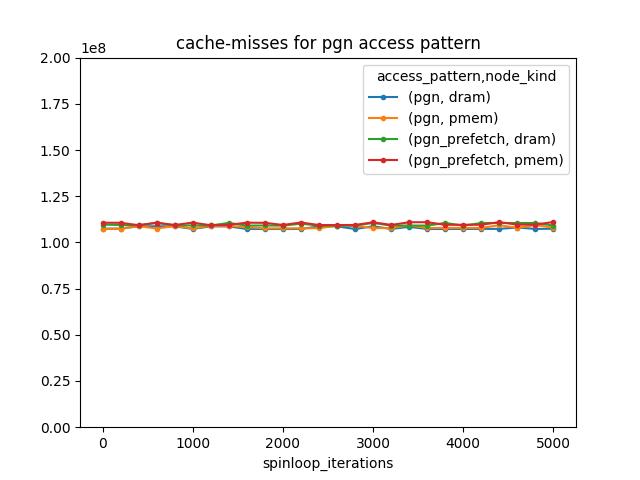 cache-misses for pgn access pattern
1e8
2.00
1.75
1.50
1.25
1.00
0.75
0.50
0.25
0.00
access_pattern,node_kind
(pgn, dram)
(pgn, pmem)
(pgn_prefetch, dram)
(pgn_prefetch, pmem)
0 1000 2000 3000 4000 5000
spinloop_iterations